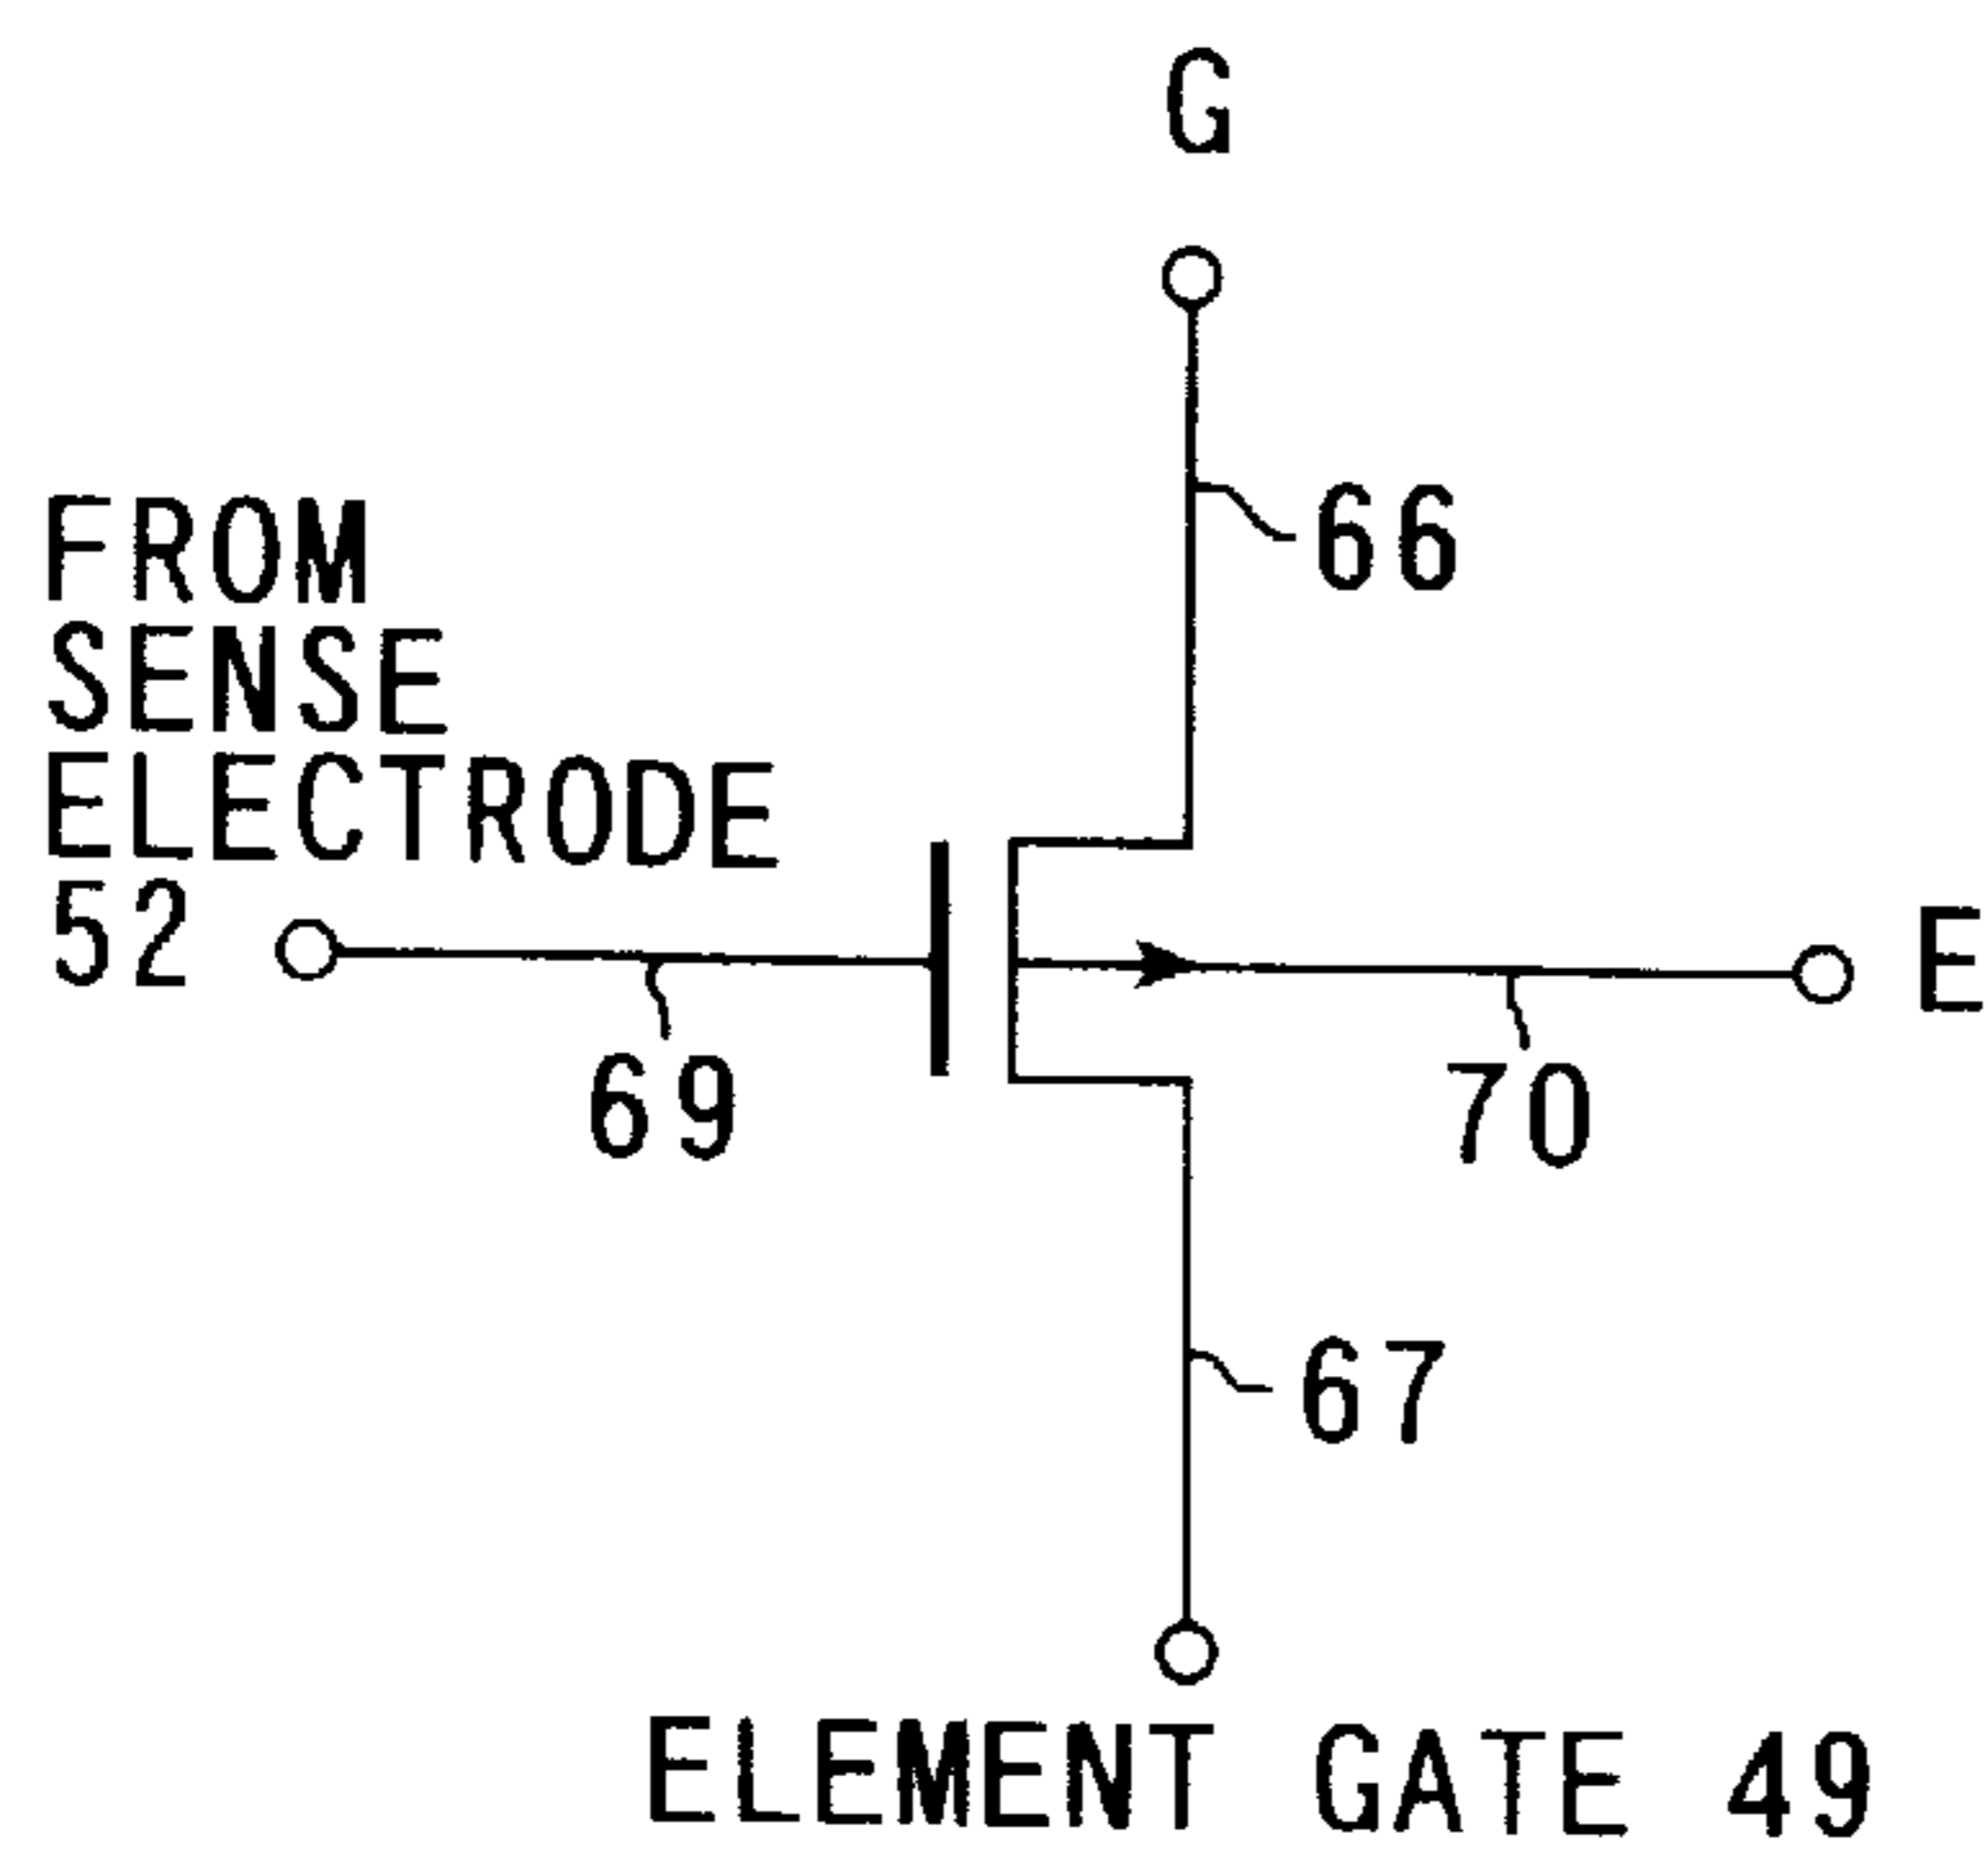 G
66
FROM
SENSE
ELECTRODE
52
E
69
70
67
ELEMENT GATE 49